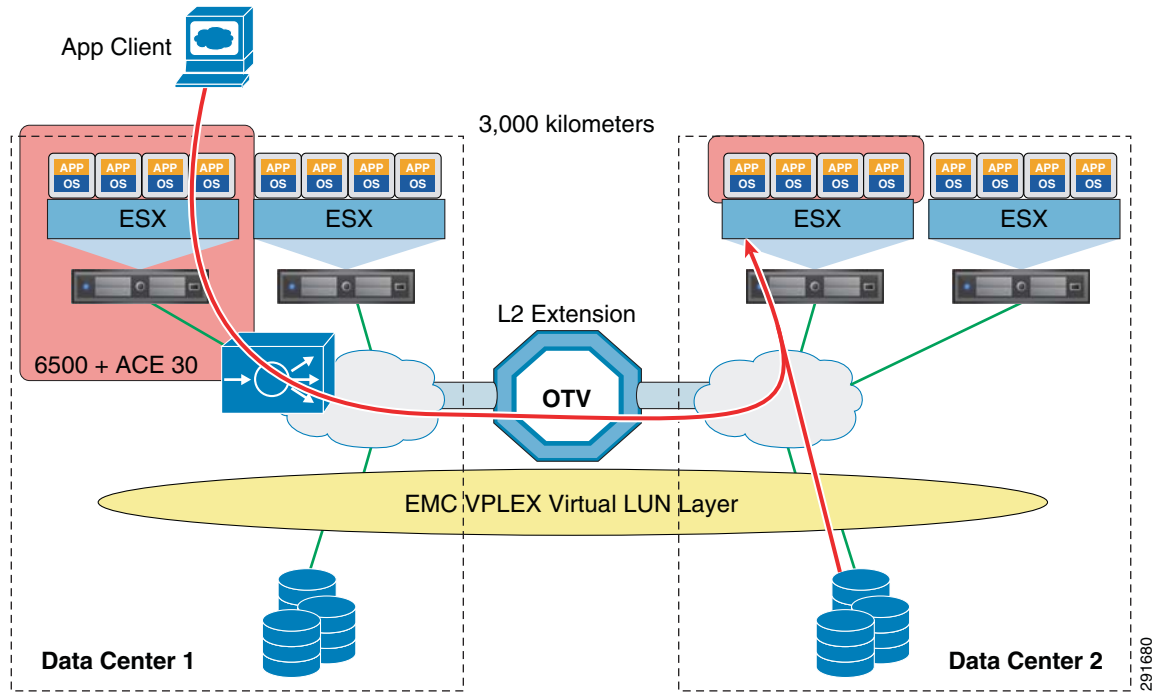 App Client
3,000 kilometers
APP APP APP APP APP APP APP APP
OS OS OS OS OS OS OS OS
APP APP APP APP APP APP APP APP
OS OS OS OS OS OS OS OS
ESX
ESX
ESX
ESX
L2 Extension
6500 + ACE 30
OTV
EMC VPLEX Virtual LUN Layer
Data Center 1
Data Center 2
291680